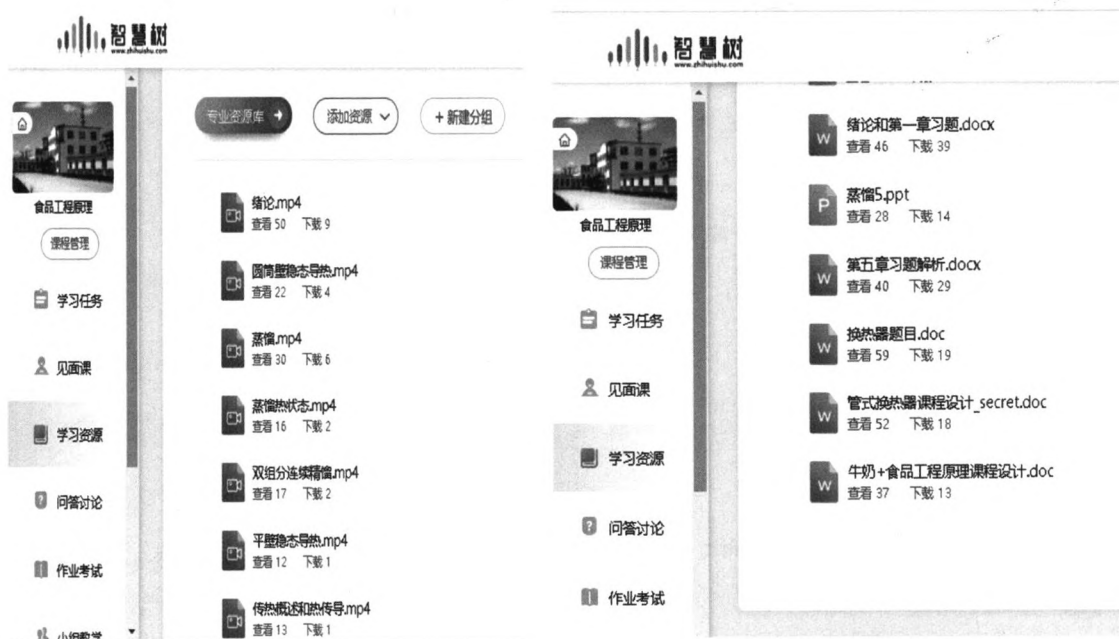 智慧树
www.zhihuishu.com
专业资源库
添加资源
+ 新建分组
食品工程原理
课程管理
学习任务
见面课
学习资源
问答讨论
作业考试
小组教学
绪论.mp4
查看 50 下载 9
圆筒壁稳态导热.mp4
查看 22 下载 4
蒸馏.mp4
查看 30 下载 6
蒸馏热状态.mp4
查看 16 下载 2
双组分连续精馏.mp4
查看 17 下载 2
平壁稳态导热.mp4
查看 12 下载 1
传热概述和热传导.mp4
查看 13 下载 1
智慧树
www.zhihuishu.com
食品工程原理
课程管理
学习任务
见面课
学习资源
问答讨论
作业考试
W
绪论和第一章习题.docx
查看 46 下载 39
P
蒸馏5.ppt
查看 28 下载 14
W
第五章习题解析.docx
查看 40 下载 29
W
换热器题目.doc
查看 59 下载 19
W
管式换热器课程设计_secret.doc
查看 52 下载 18
W
牛奶+食品工程原理课程设计.doc
查看 37 下载 13